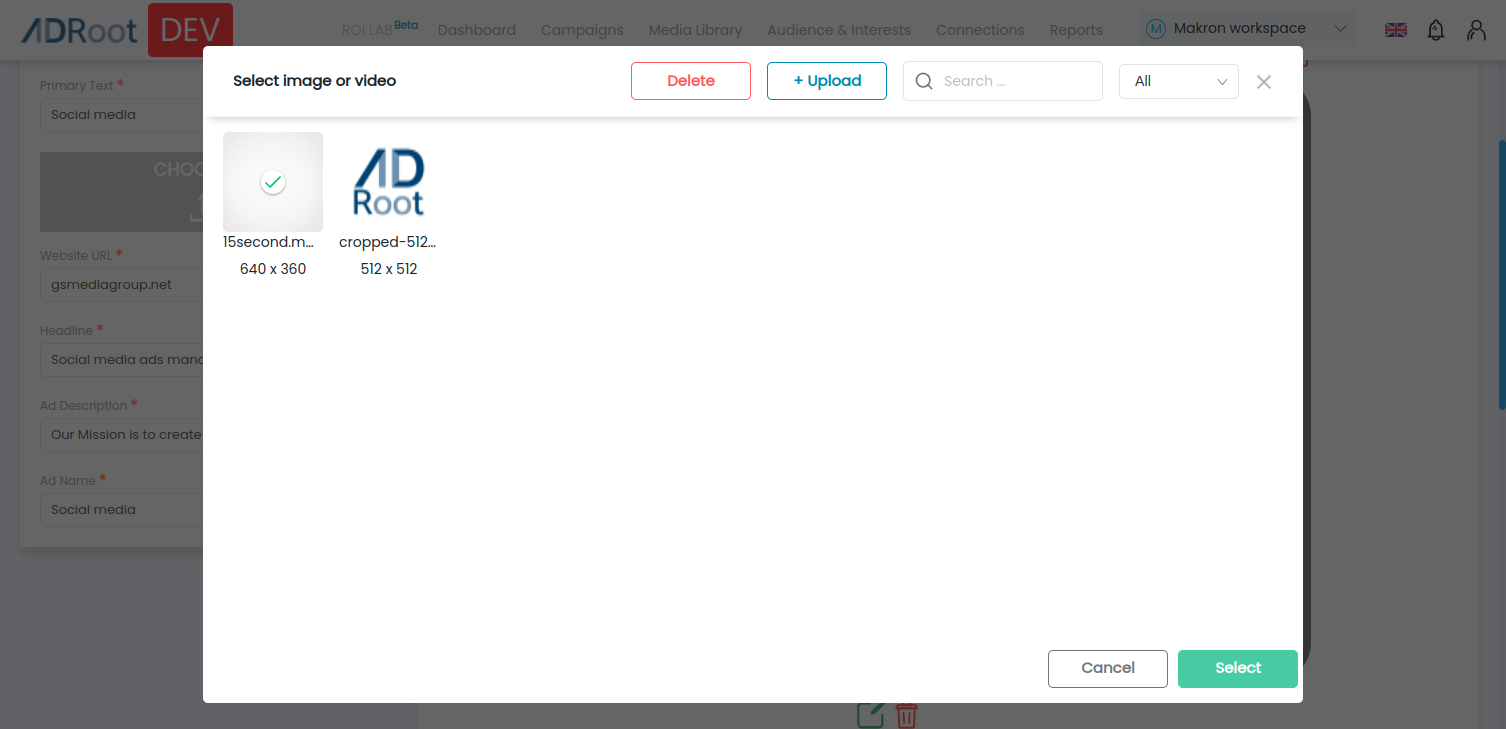 ADRoot DEV ROI LAB Beta Dashboard Campaigns Media Library Audience & Interests Connections Reports M Makron workspace
Select image or video Delete + Upload Search ... All
Primary Text *
Social media
CHOO
AD
Root
15second.m... cropped-512...
640 x 360 512 x 512
Website URL *
gsmediagroup.net
Headline *
Social media ads mana
Ad Description *
Our Mission is to create
Ad Name *
Social media
Cancel Select